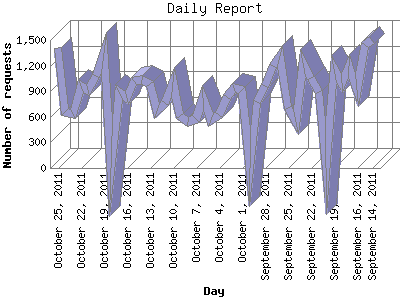 Daily Report
Number of requests
1,500
1,200
900
600
300
0
October 25, 2011
October 22, 2011
October 19, 2011
October 16, 2011
October 13, 2011
October 10, 2011
October 7, 2011
October 4, 2011
October 1, 2011
September 28, 2011
September 25, 2011
September 22, 2011
September 19, 2011
September 16, 2011
September 14, 2011
Day